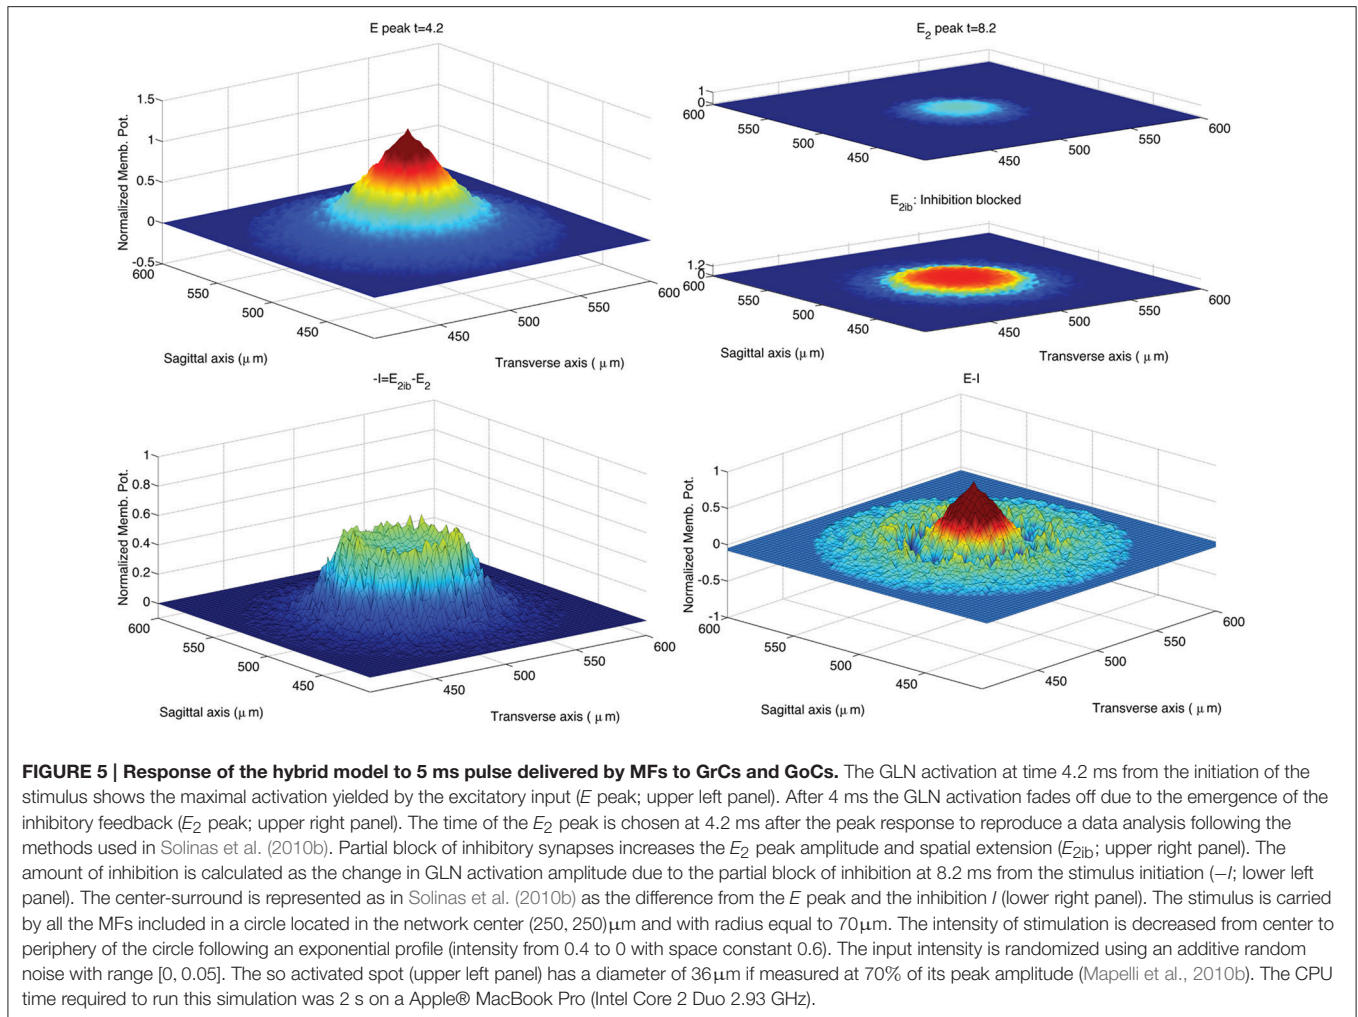 E peak t=4.2
1.5
1
0.5
0
-0.5
600
550
500
450
450
500
550
600
Normalized Memb. Pot.
Sagittal axis (μ m)
Transverse axis ( μ m)
E2 peak t=8.2
1
0
600
550
500
450
450
500
550
600
E2ib: Inhibition blocked
1.2
0
600
550
500
450
450
500
550
600
Sagittal axis (μ m)
Transverse axis ( μ m)
-I=E2ib-E2
1
0.8
0.6
0.4
0.2
0
600
550
500
450
450
500
550
600
Normalized Memb. Pot.
Sagittal axis (μ m)
Transverse axis ( μ m)
E-I
1
0.5
0
-0.5
-1
600
550
500
450
450
500
550
600
Normalized Memb. Pot.
Sagittal axis (μ m)
Transverse axis ( μ m)
FIGURE 5 | Response of the hybrid model to 5 ms pulse delivered by MFs to GrCs and GoCs. The GLN activation at time 4.2 ms from the initiation of the
stimulus shows the maximal activation yielded by the excitatory input (E peak; upper left panel). After 4 ms the GLN activation fades off due to the emergence of the
inhibitory feedback (E2 peak; upper right panel). The time of the E2 peak is chosen at 4.2 ms after the peak response to reproduce a data analysis following the
methods used in Solinas et al. (2010b). Partial block of inhibitory synapses increases the E2 peak amplitude and spatial extension (E2ib; upper right panel). The
amount of inhibition is calculated as the change in GLN activation amplitude due to the partial block of inhibition at 8.2 ms from the stimulus initiation (−I; lower left
panel). The center-surround is represented as in Solinas et al. (2010b) as the difference from the E peak and the inhibition I (lower right panel). The stimulus is carried
by all the MFs included in a circle located in the network center (250, 250)μm and with radius equal to 70μm. The intensity of stimulation is decreased from center to
periphery of the circle following an exponential profile (intensity from 0.4 to 0 with space constant 0.6). The input intensity is randomized using an additive random
noise with range [0, 0.05]. The so activated spot (upper left panel) has a diameter of 36μm if measured at 70% of its peak amplitude (Mapelli et al., 2010b). The CPU
time required to run this simulation was 2 s on a Apple® MacBook Pro (Intel Core 2 Duo 2.93 GHz).